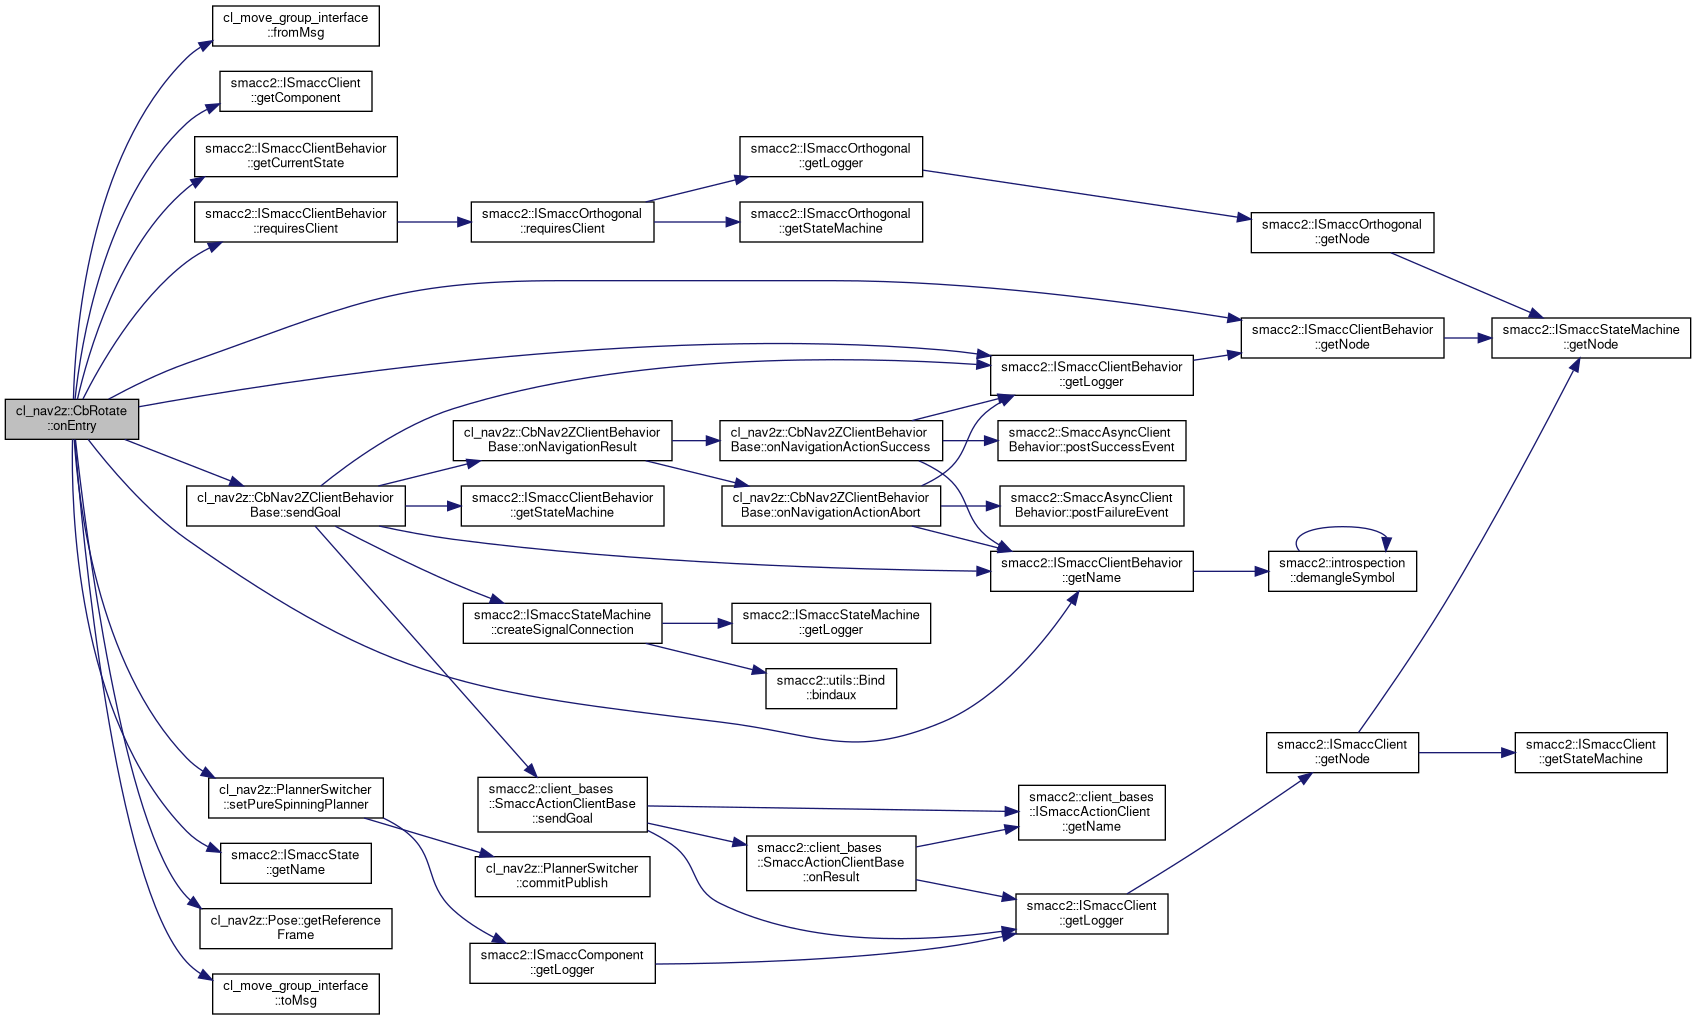 cl_move_group_interface
::fromMsg
smacc2::ISmaccClient
::getComponent
smacc2::ISmaccClientBehavior
::getCurrentState
smacc2::ISmaccClientBehavior
::requiresClient
smacc2::ISmaccOrthogonal
::requiresClient
smacc2::ISmaccOrthogonal
::getLogger
smacc2::ISmaccOrthogonal
::getStateMachine
smacc2::ISmaccOrthogonal
::getNode
smacc2::ISmaccClientBehavior
::getNode
smacc2::ISmaccStateMachine
::getNode
smacc2::ISmaccClientBehavior
::getLogger
cl_nav2z::CbRotate
::onEntry
cl_nav2z::CbNav2ZClientBehavior
Base::onNavigationResult
cl_nav2z::CbNav2ZClientBehavior
Base::onNavigationActionSuccess
smacc2::SmaccAsyncClient
Behavior::postSuccessEvent
cl_nav2z::CbNav2ZClientBehavior
Base::sendGoal
smacc2::ISmaccClientBehavior
::getStateMachine
cl_nav2z::CbNav2ZClientBehavior
Base::onNavigationActionAbort
smacc2::SmaccAsyncClient
Behavior::postFailureEvent
smacc2::ISmaccClientBehavior
::getName
smacc2::introspection
::demangleSymbol
smacc2::ISmaccStateMachine
::createSignalConnection
smacc2::ISmaccStateMachine
::getLogger
smacc2::utils::Bind
::bindaux
smacc2::ISmaccClient
::getNode
smacc2::ISmaccClient
::getStateMachine
cl_nav2z::PlannerSwitcher
::setPureSpinningPlanner
smacc2::client_bases
::SmaccActionClientBase
::sendGoal
smacc2::client_bases
::ISmaccActionClient
::getName
smacc2::client_bases
::SmaccActionClientBase
::onResult
smacc2::ISmaccState
::getName
cl_nav2z::PlannerSwitcher
::commitPublish
smacc2::ISmaccClient
::getLogger
cl_nav2z::Pose::getReference
Frame
smacc2::ISmaccComponent
::getLogger
cl_move_group_interface
::toMsg